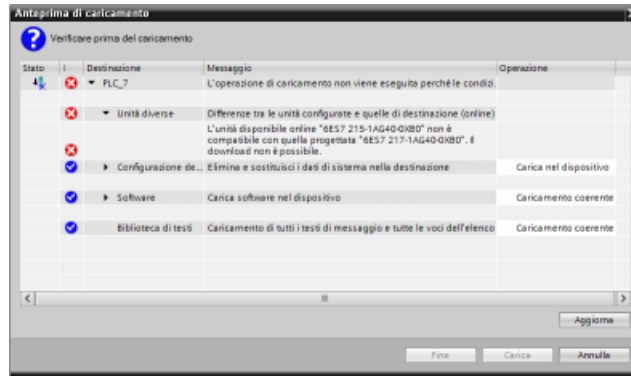 Anteprima di caricamento
Verificare prima del caricamento
Stato ! Destinazione Messaggio Operazione
PLC_7 L'operazione di caricamento non viene eseguita perché le condizi.
Unità diverse Differenze tra le unità configurate e quelle di destinazione (online)
L'unità disponibile online "6ES7 215-1AG40-0XB0" non è
compatibile con quella progettata "6ES7 217-1AG40-0XB0". Il
download non è possibile.
Configurazione de... Elimina e sostituisci i dati di sistema nella destinazione Carica nel dispositivo
Software Carica software nel dispositivo Caricamento coerente
Biblioteca di testi Caricamento di tutti i testi di messaggio e tutte le voci dell'elenco Caricamento coerente
Aggiorna
Fine Carica Annulla